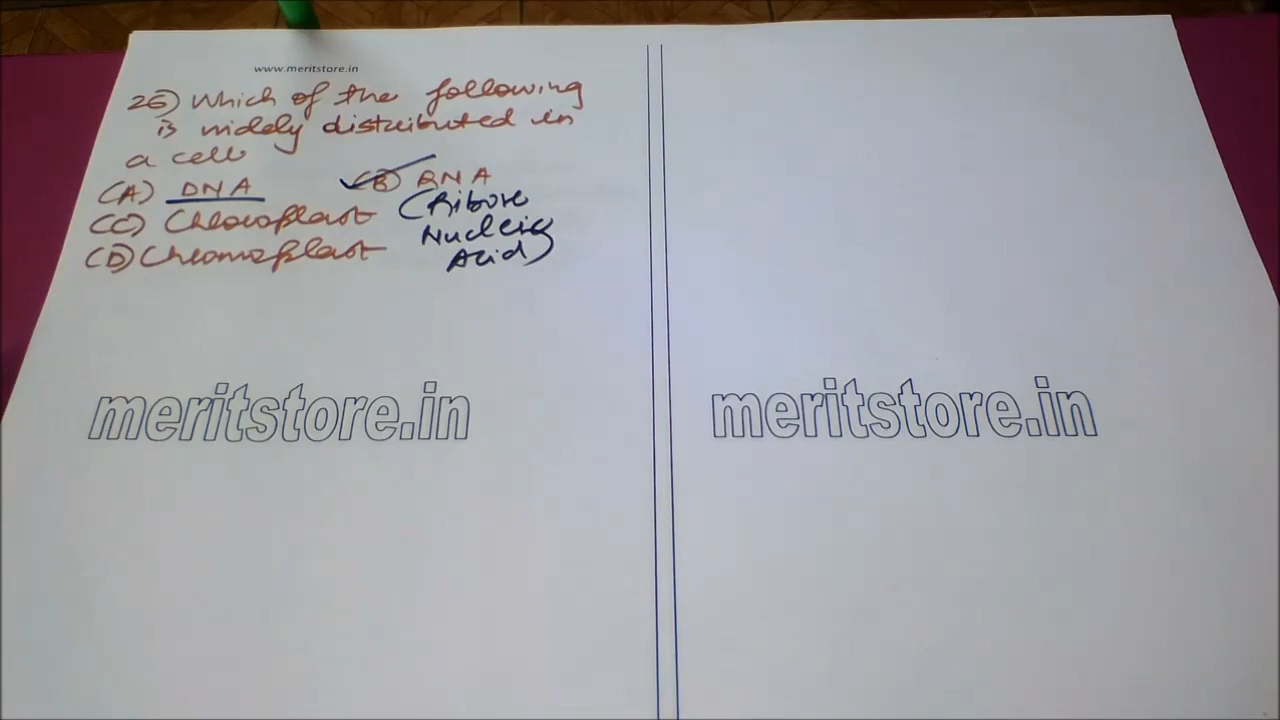 www.meritstore.in
26) Which of the following
is widely distributed in
a cell
(A) DNA (B) RNA
(C) Chloroplast (Ribore
(D) Chromoplast Nucleic
Acid)
meritstore.in meritstore.in